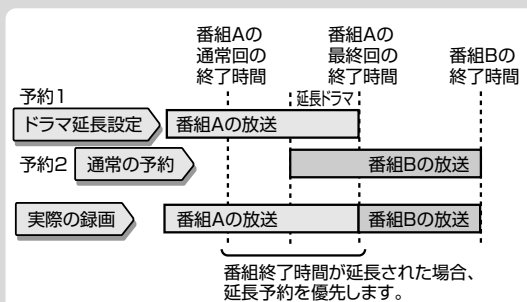 番組Aの
通常回の
終了時間
番組Aの
最終回の
終了時間
番組Bの
終了時間
予約1
延長ドラマ
ドラマ延長設定
番組Aの放送
予約2
通常の予約
番組Bの放送
実際の録画
番組Aの放送
番組Bの放送
番組終了時間が延長された場合、
延長予約を優先します。